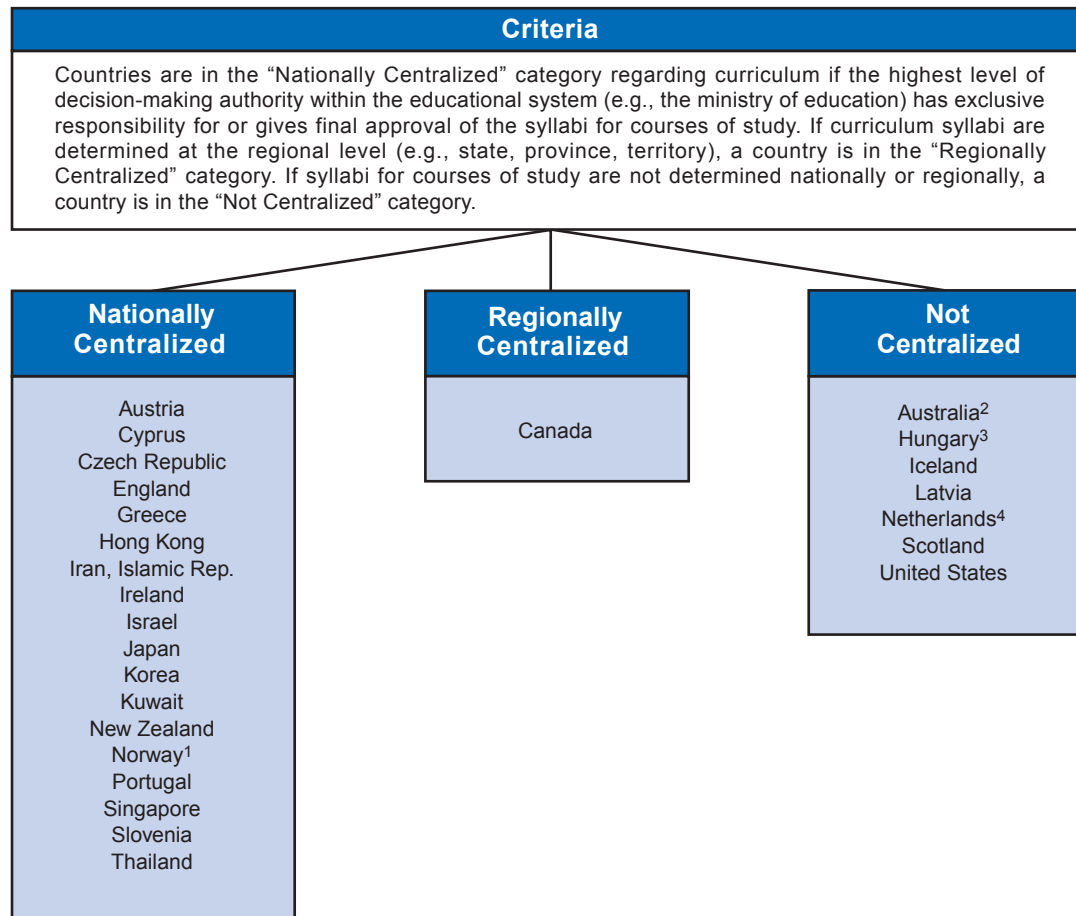 Criteria
Countries are in the “Nationally Centralized” category regarding curriculum if the highest level of
decision-making authority within the educational system (e.g., the ministry of education) has exclusive
responsibility for or gives final approval of the syllabi for courses of study. If curriculum syllabi are
determined at the regional level (e.g., state, province, territory), a country is in the “Regionally
Centralized” category. If syllabi for courses of study are not determined nationally or regionally, a
country is in the “Not Centralized” category.
Nationally
Centralized
Austria
Cyprus
Czech Republic
England
Greece
Hong Kong
Iran, Islamic Rep.
Ireland
Israel
Japan
Korea
Kuwait
New Zealand
Norway¹
Portugal
Singapore
Slovenia
Thailand
Regionally
Centralized
Canada
Not
Centralized
Australia²
Hungary³
Iceland
Latvia
Netherlands⁴
Scotland
United States